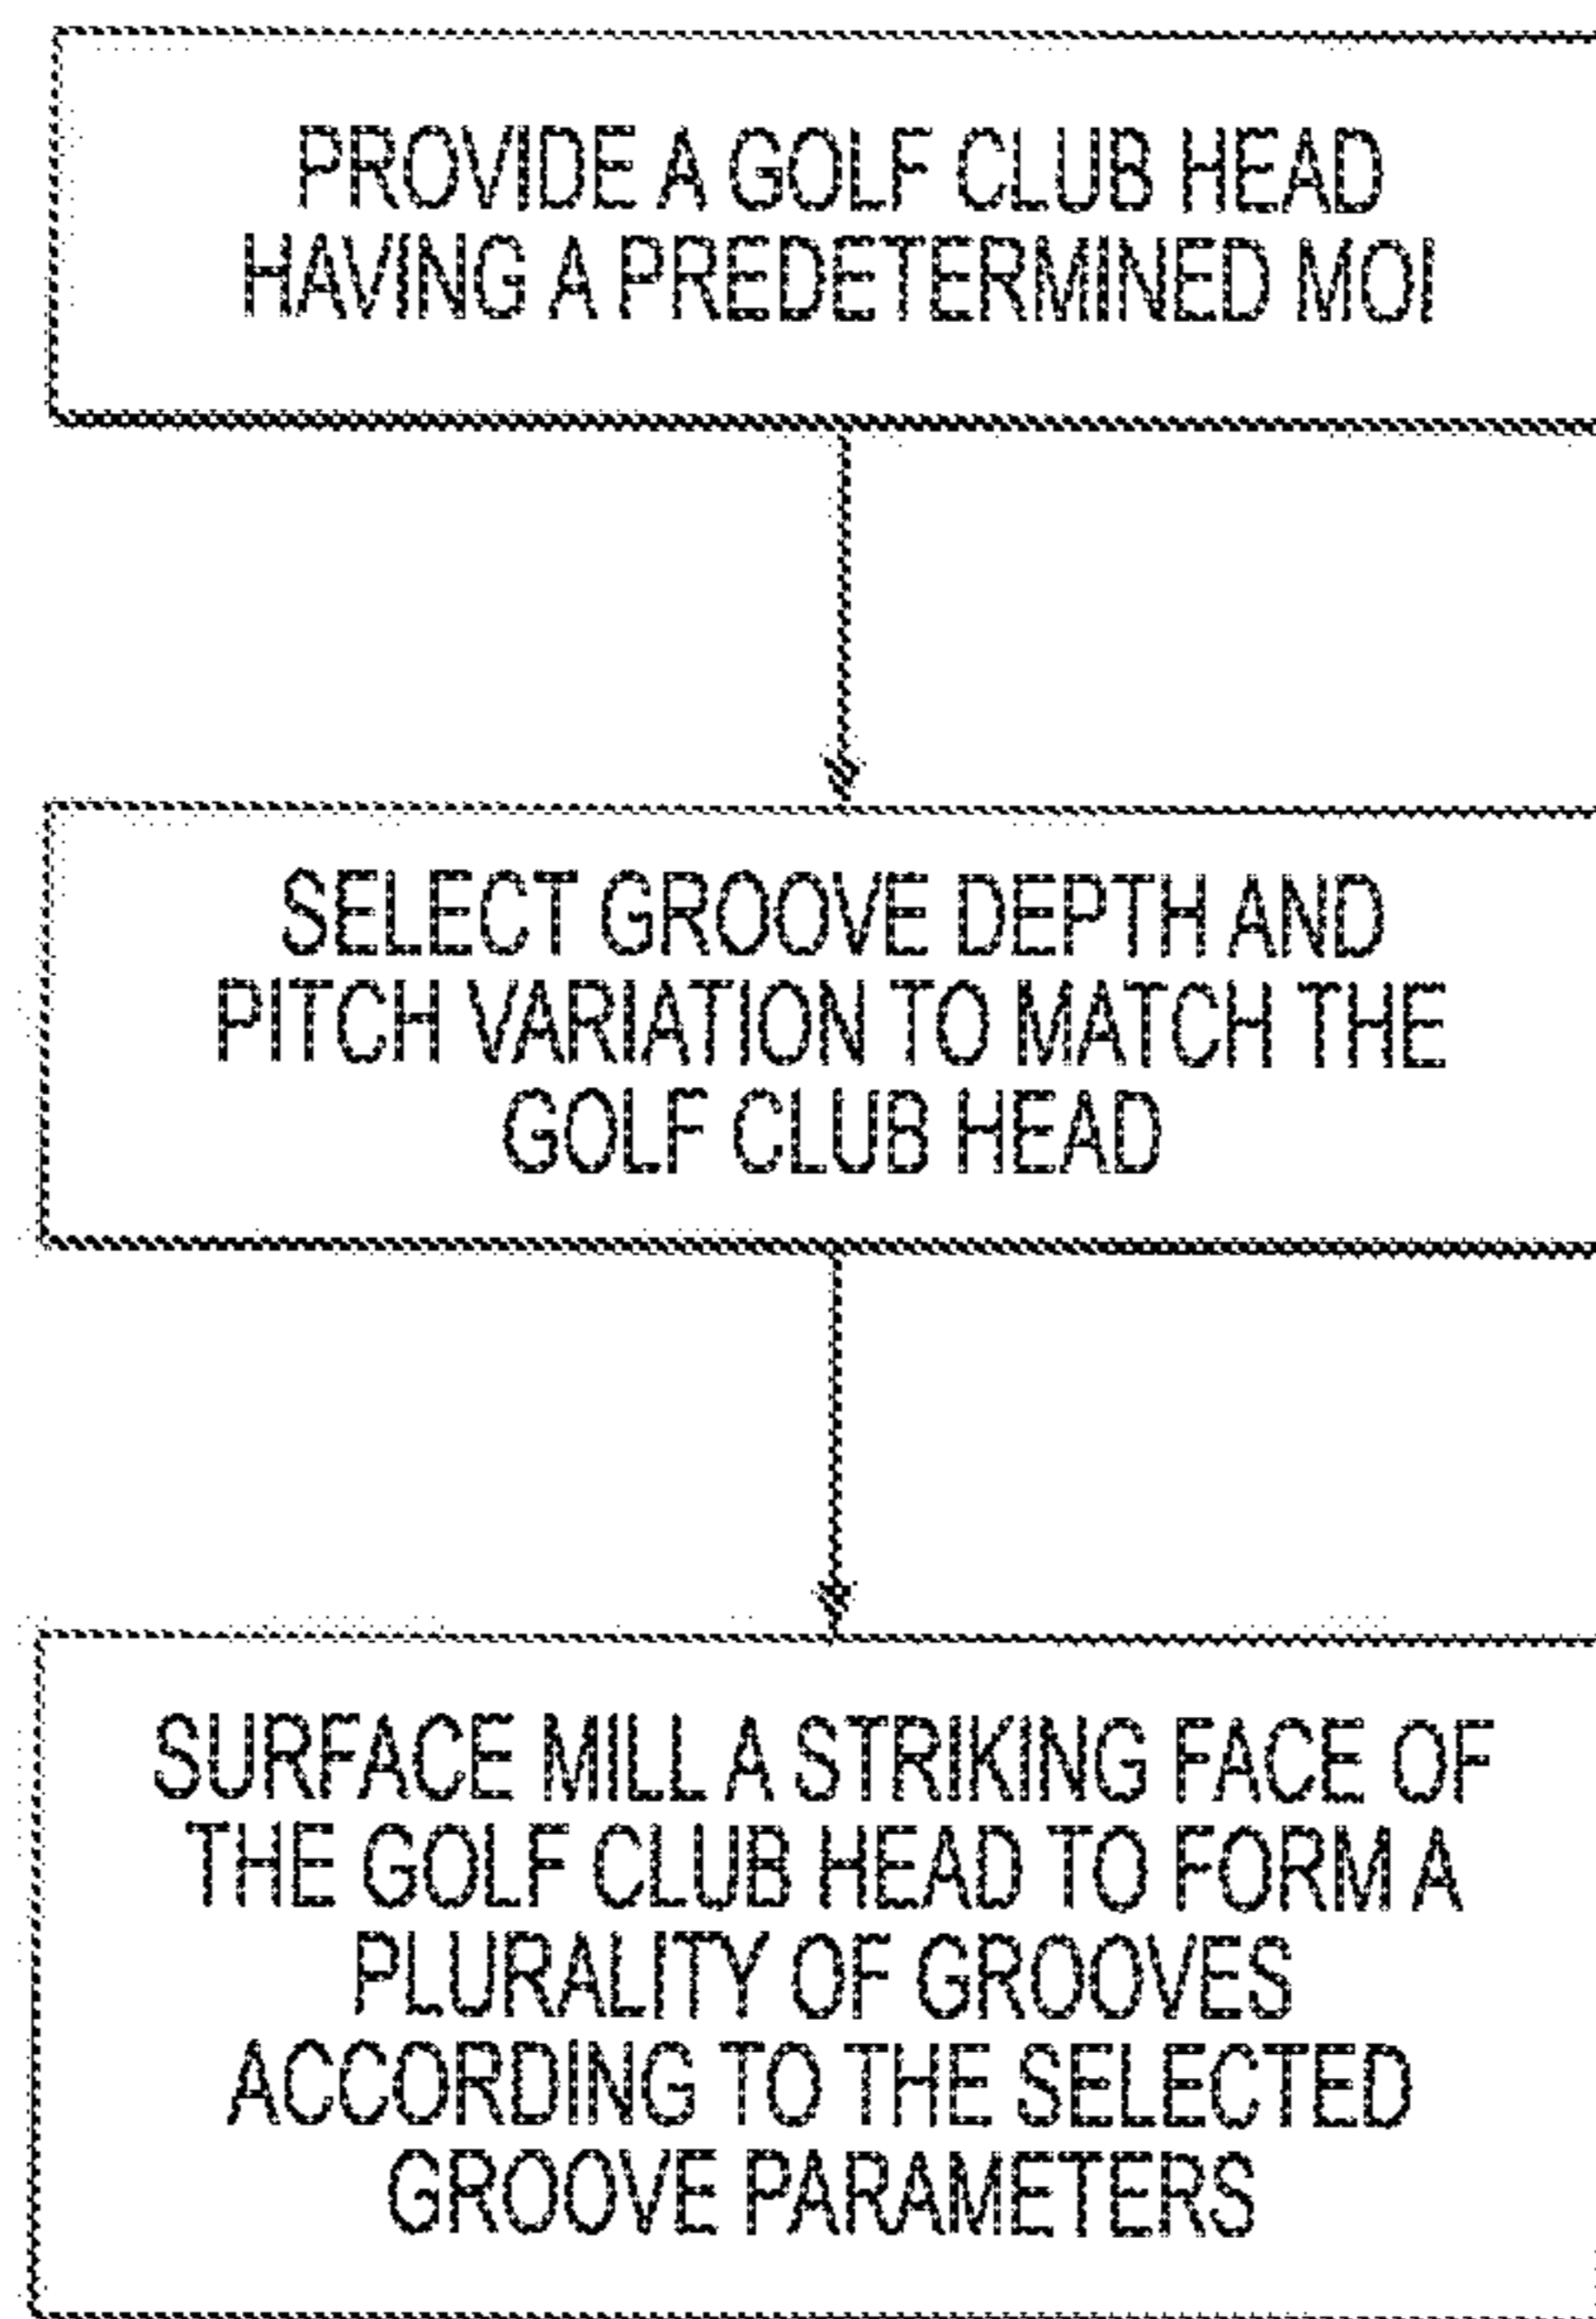 PROVIDE A GOLF CLUB HEAD
HAVING A PREDETERMINED MOI
SELECT GROOVE DEPTH AND
PITCH VARIATION TO MATCH THE
GOLF CLUB HEAD
SURFACE MILL A STRIKING FACE OF
THE GOLF CLUB HEAD TO FORM A
PLURALITY OF GROOVES
ACCORDING TO THE SELECTED
GROOVE PARAMETERS